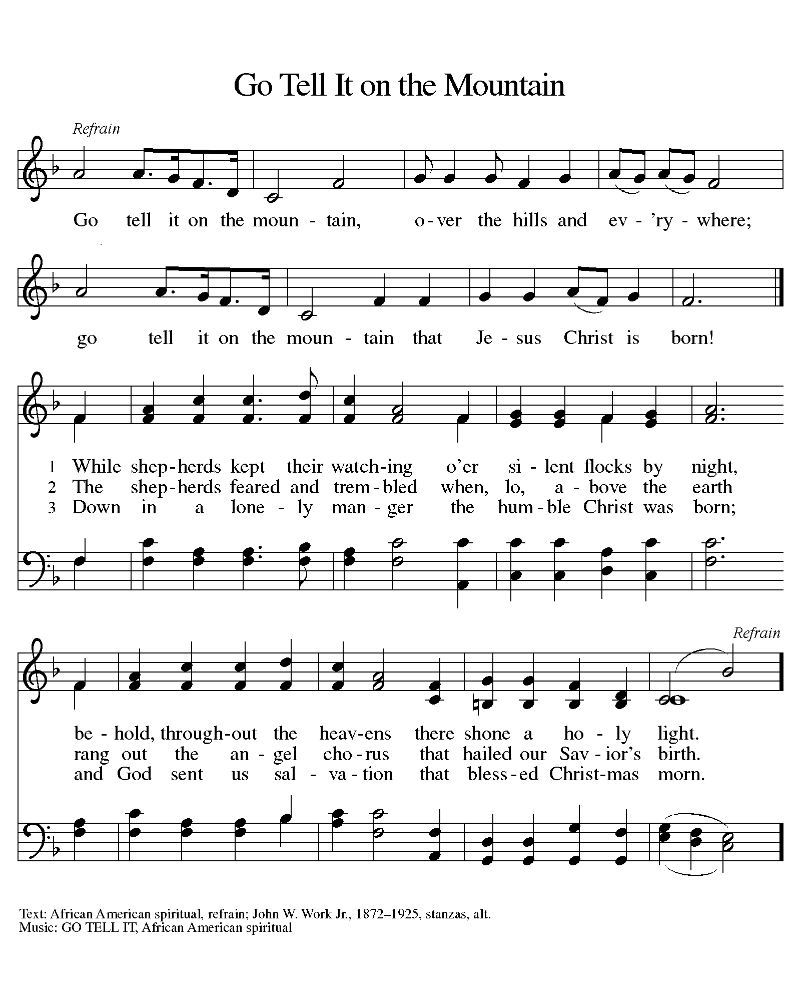 Go Tell It on the Mountain
Refrain
Go tell it on the moun - tain, o - ver the hills and ev - ’ry - where;
go tell it on the moun - tain that Je - sus Christ is born!
1 While shep - herds kept their watch - ing o’er si - lent flocks by night,
2 The shep - herds feared and trem - bled when, lo, a - bove the earth
3 Down in a lone - ly man - ger the hum - ble Christ was born;
Refrain
be - hold, through - out the heav - ens there shone a ho - ly light.
rang out the an - gel cho - rus that hailed our Sav - ior’s birth.
and God sent us sal - va - tion that bless - ed Christ - mas morn.
Text: African American spiritual, refrain; John W. Work Jr., 1872–1925, stanzas, alt.
Music: GO TELL IT, African American spiritual